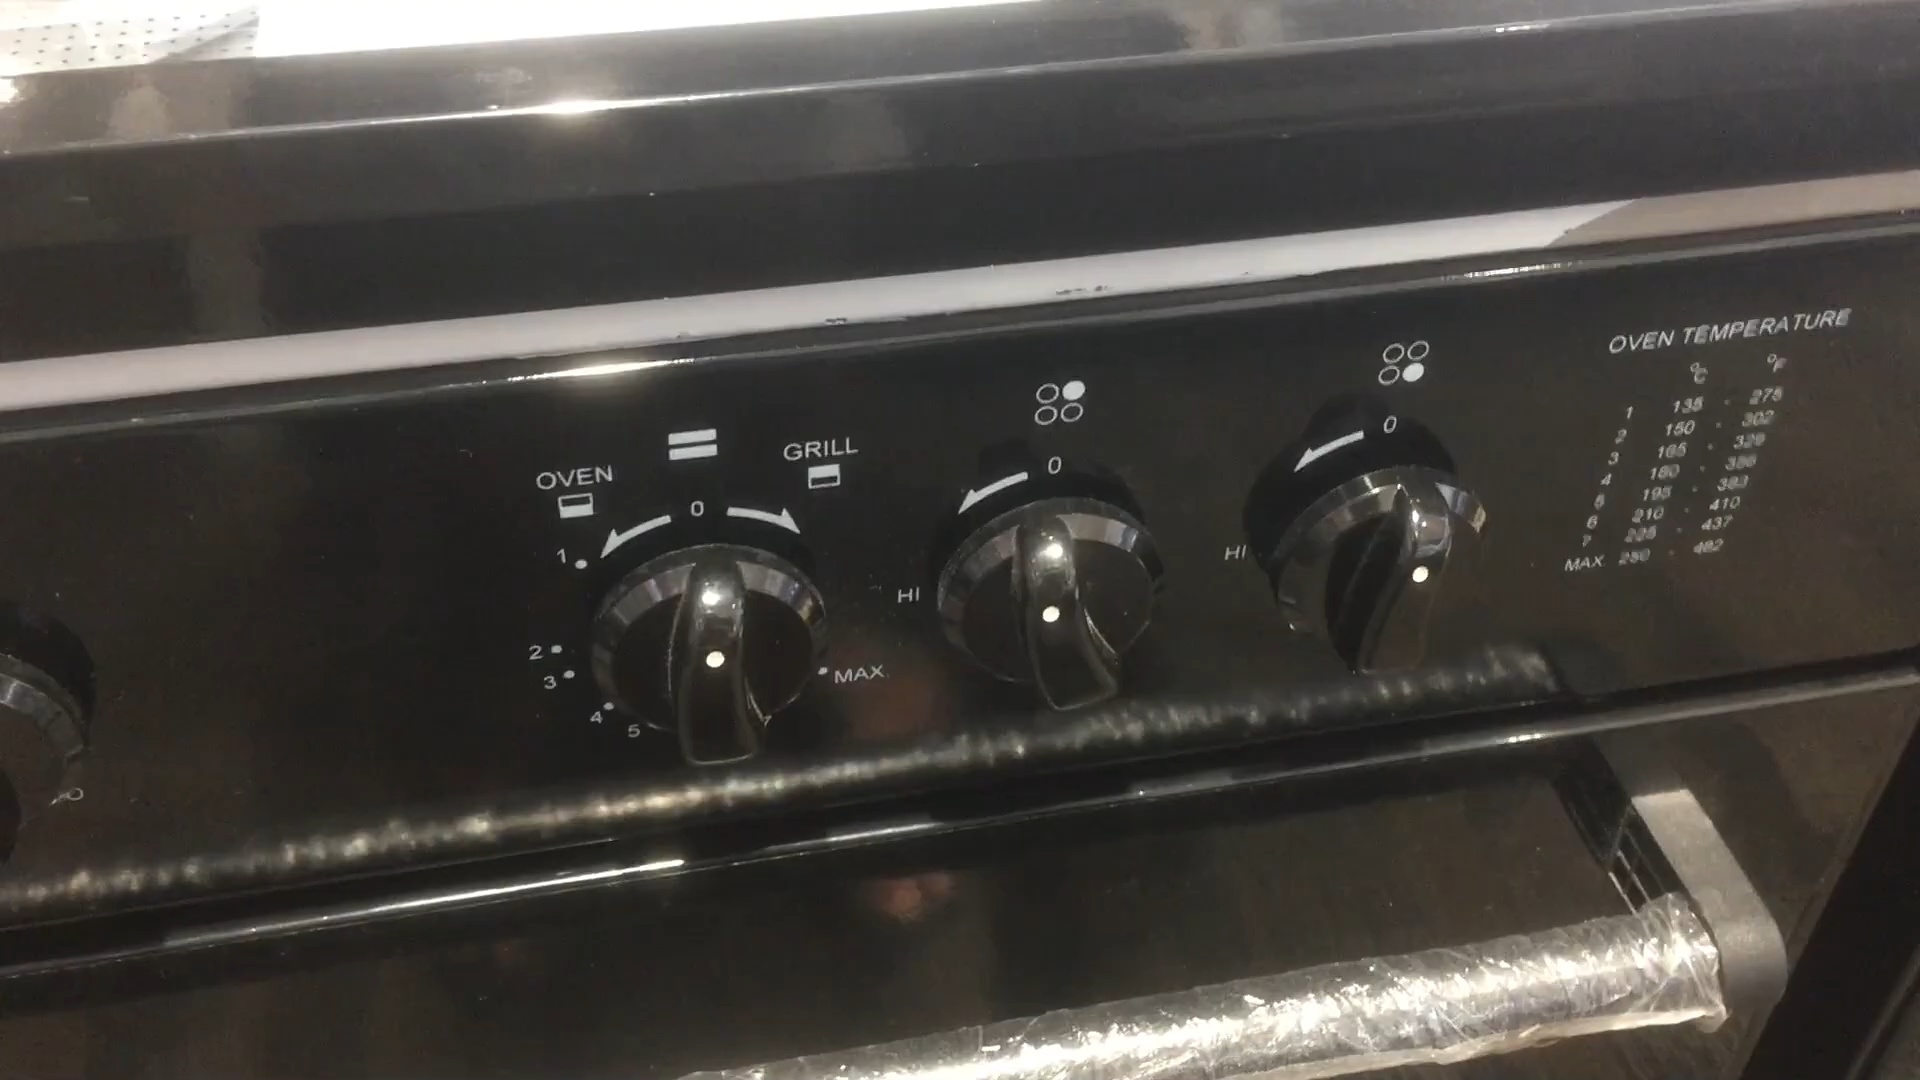 OVEN
GRILL
0
1
2
3
4
5
7
MAX.
0
HI
0
HI
OVEN TEMPERATURE
°C °F
1 135 - 275
2 150 - 302
3 165 - 329
4 180 - 356
5 195 - 383
6 210 - 410
7 225 - 437
MAX. 250 - 482